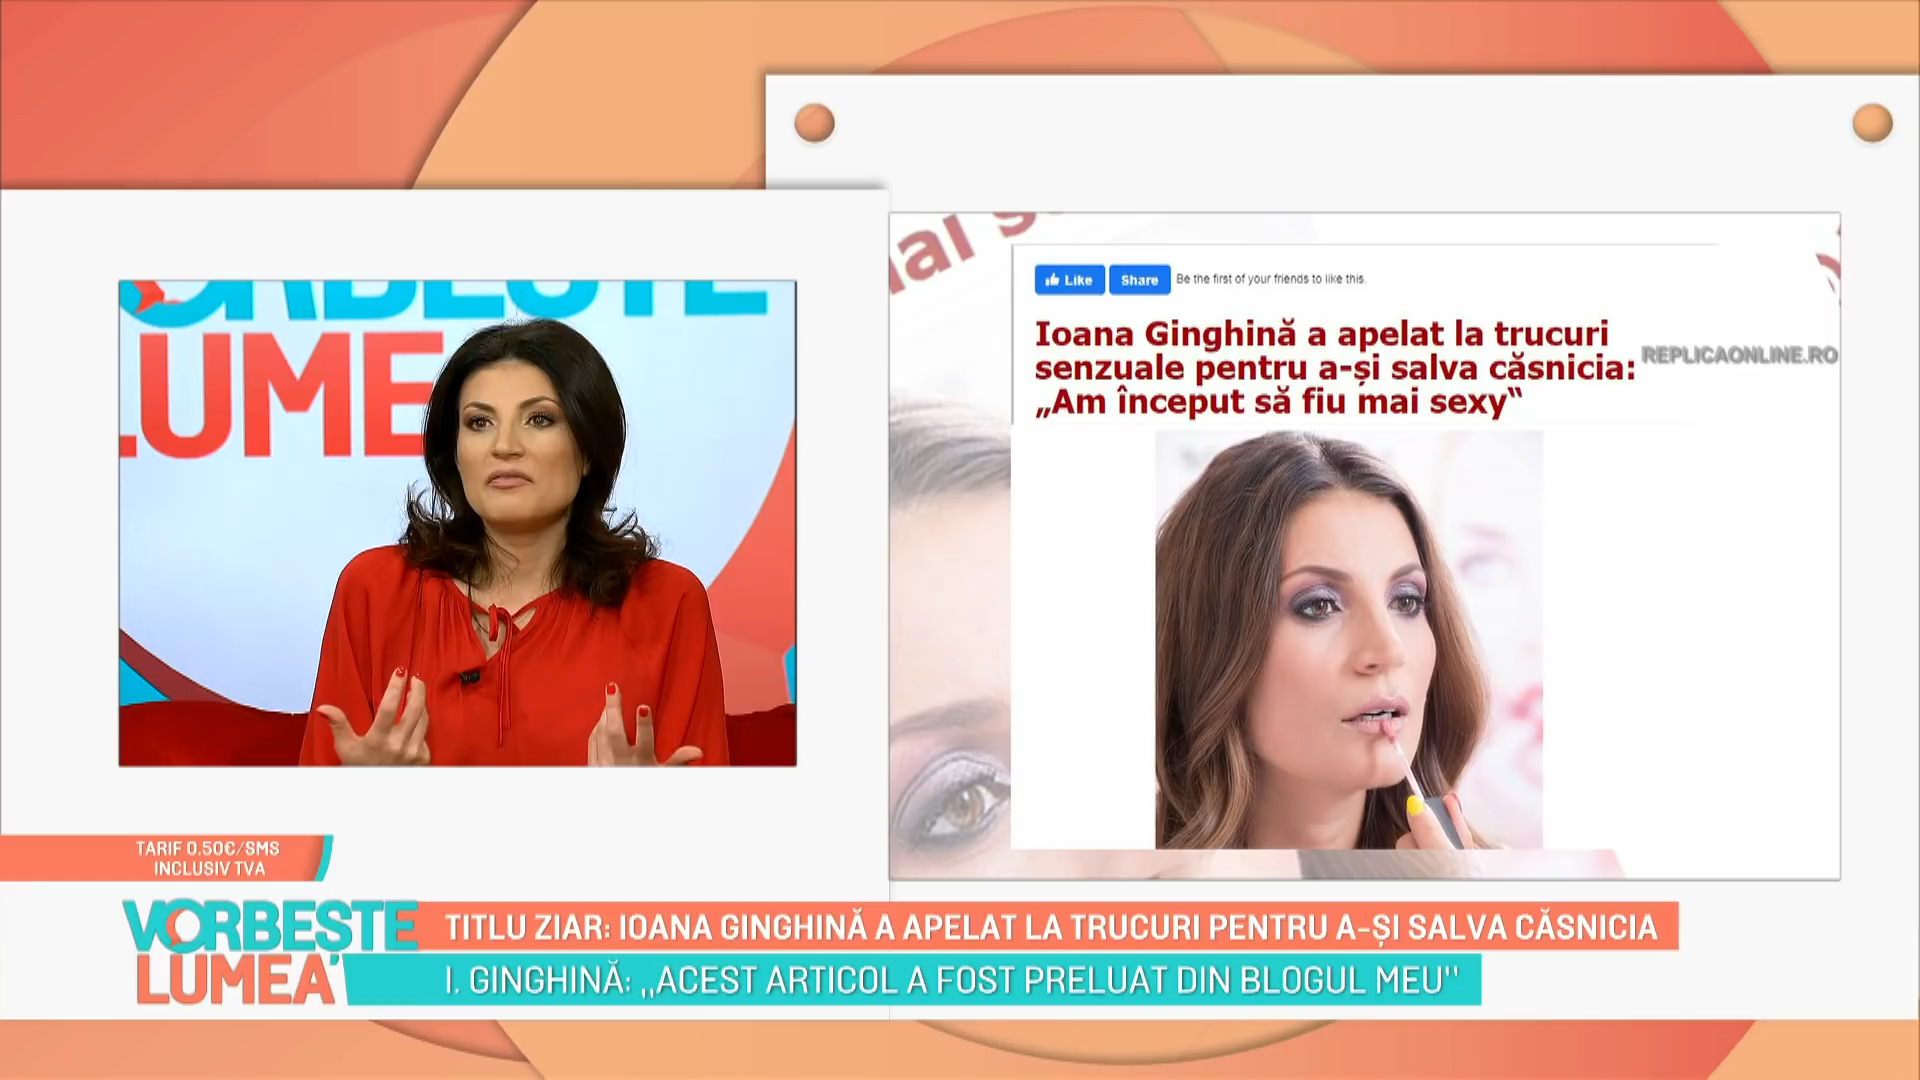 VORBEȘTE
LUMEA
Like
Share
Be the first of your friends to like this.
Ioana Ginghină a apelat la trucuri
senzuale pentru a-și salva căsnicia:
„Am început să fiu mai sexy“
REPLICAONLINE.RO
TARIF 0,50€/SMS
INCLUSIV TVA
VORBEȘTE
LUMEA
TITLU ZIAR: IOANA GINGHINĂ A APELAT LA TRUCURI PENTRU A-ȘI SALVA CĂSNICIA
I. GINGHINĂ: ,,ACEST ARTICOL A FOST PRELUAT DIN BLOGUL MEU''